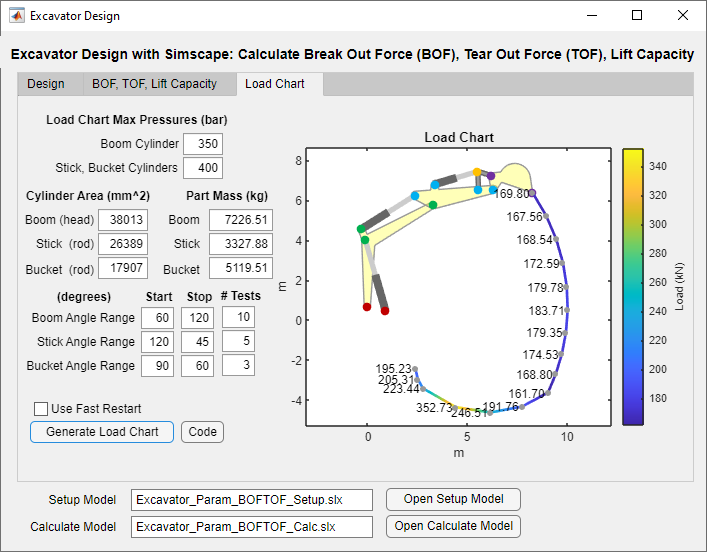 Excavator Design
Excavator Design with Simscape: Calculate Break Out Force (BOF), Tear Out Force (TOF), Lift Capacity
Design BOF, TOF, Lift Capacity Load Chart
Load Chart Max Pressures (bar)
Boom Cylinder 350
Stick, Bucket Cylinders 400
Cylinder Area (mm^2) Part Mass (kg)
Boom (head) 38013 Boom 7226.51
Stick (rod) 26389 Stick 3327.88
Bucket (rod) 17907 Bucket 5119.51
(degrees) Start Stop # Tests
Boom Angle Range 60 120 10
Stick Angle Range 120 45 5
Bucket Angle Range 90 60 3
Use Fast Restart
Generate Load Chart Code
Load Chart
8
6
4
2
0
-2
-4
m
0 5 10
m
169.80
167.56
168.54
172.59
179.78
183.71
179.35
174.53
168.80
161.70
191.76
246.51
352.73
223.44
205.31
195.23
340
320
300
280
260
240
220
200
180
Load (kN)
Setup Model Excavator_Param_BOFTOF_Setup.slx Open Setup Model
Calculate Model Excavator_Param_BOFTOF_Calc.slx Open Calculate Model